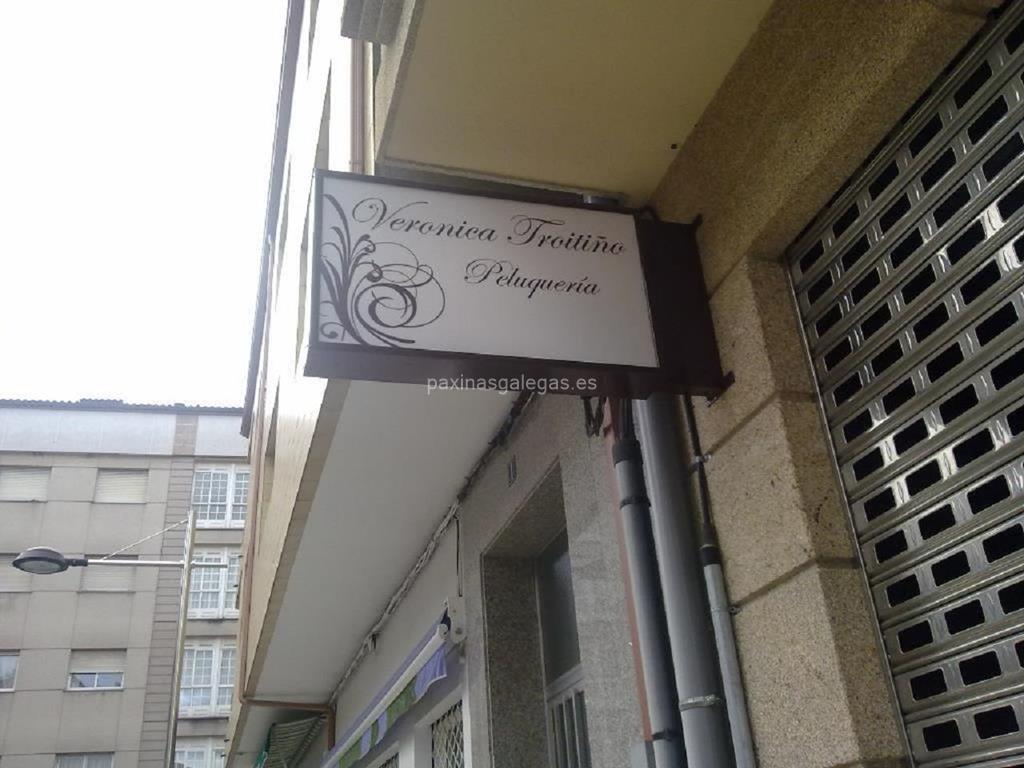 Veronica Troitiño
Peluquería
paxinasgalegas.es